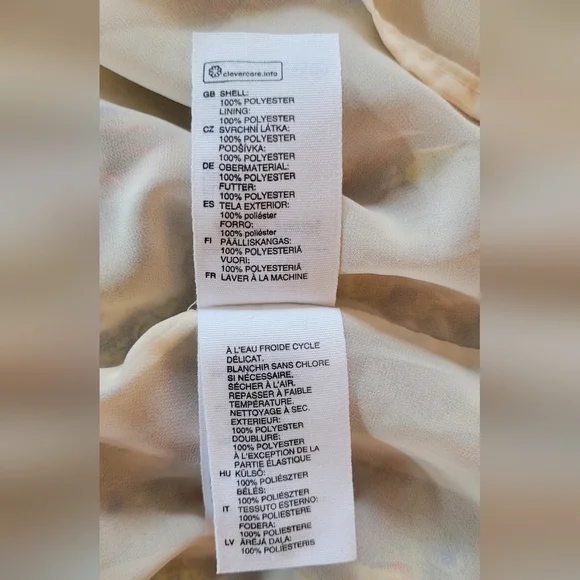 clevercare.info
GB SHELL:
100% POLYESTER
LINING:
100% POLYESTER
CZ SVRCHNÍ LÁTKA:
100% POLYESTER
PODŠÍVKA:
100% POLYESTER
DE OBERMATERIAL:
100% POLYESTER
FUTTER:
100% POLYESTER
ES TELA EXTERIOR:
100% poliéster
FORRO:
100% poliéster
FI PÄÄLLISKANGAS:
100% POLYESTERIÄ
VUORI:
100% POLYESTERIÄ
FR LAVER À LA MACHINE
À L'EAU FROIDE CYCLE
DÉLICAT.
BLANCHIR SANS CHLORE
SI NÉCESSAIRE.
SÉCHER À L'AIR.
REPASSER À FAIBLE
TEMPÉRATURE.
NETTOYAGE À SEC.
EXTERIEUR:
100% POLYESTER
DOUBLURE:
100% POLYESTER
À L'EXCEPTION DE LA
PARTIE ÉLASTIQUE
HU KÜLSŐ:
100% POLIÉSZTER
BÉLÉS:
100% POLIÉSZTER
IT TESSUTO ESTERNO:
100% POLIESTERE
FODERA:
100% POLIESTERE
LV ĀRĒJĀ DAĻA:
100% POLIESTERIS